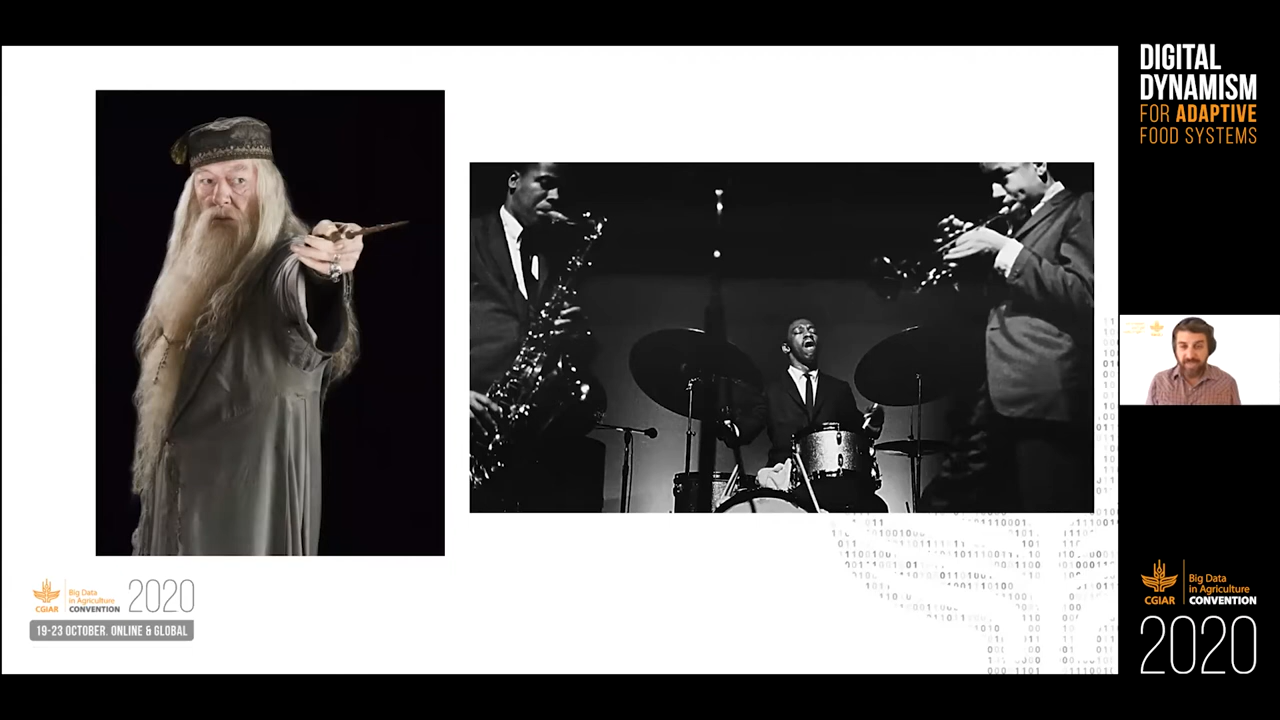 DIGITAL
DYNAMISM
FOR ADAPTIVE
FOOD SYSTEMS
CGIAR
Big Data
in Agriculture
CONVENTION
2020
19-23 OCTOBER. ONLINE & GLOBAL
CGIAR
Big Data
in Agriculture
CONVENTION
2020